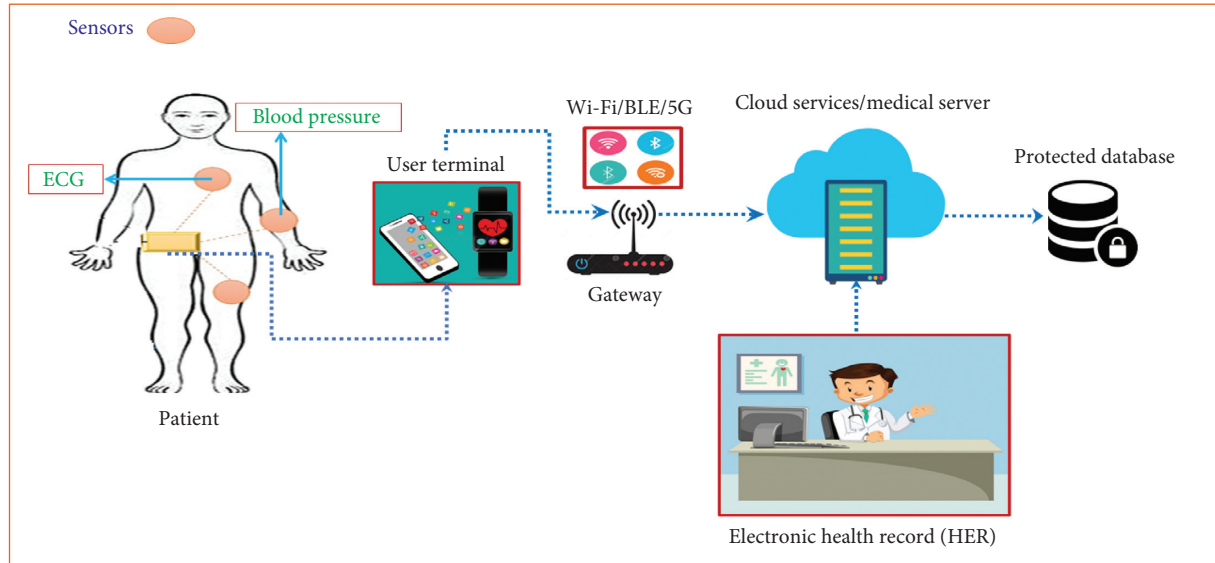 Sensors
Blood pressure
ECG
Patient
User terminal
Wi-Fi/BLE/5G
Gateway
Cloud services/medical server
Protected database
Electronic health record (HER)